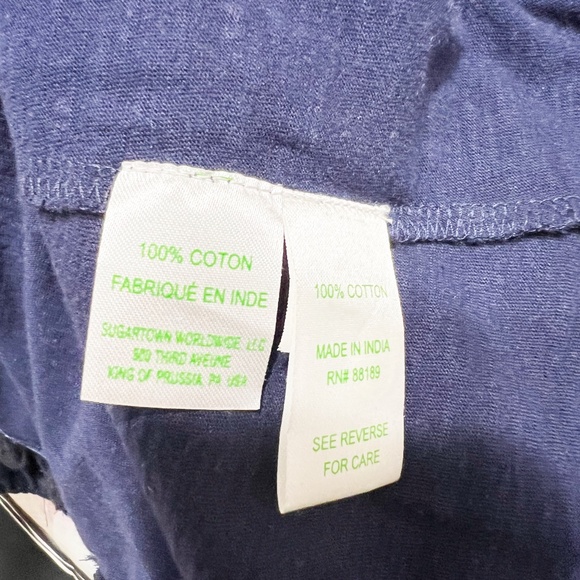 100% COTON
FABRIQUÉ EN INDE
SUGARTOWN WORLDWIDE, LLC
THIRD AVENUE
KING OF PRUSSIA, PA USA
100% COTTON
MADE IN INDIA
RN# 88189
SEE REVERSE
FOR CARE